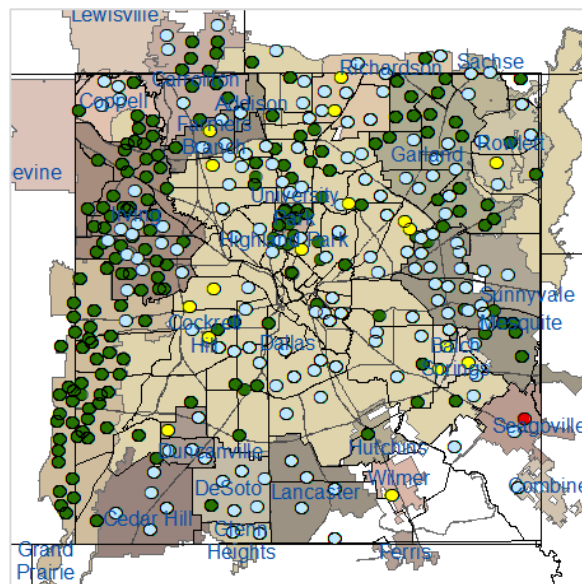 Lewisville
Carrollton
Richardson
Sachse
Coppell
Addison
Farmers
Branch
Garland
Rowlett
evine
University
Park
Irving
Highland Park
Sunnyvale
Mesquite
Cockrell
Hill
Dallas
Balch
Springs
Seagoville
Duncanville
Hutchins
DeSoto
Lancaster
Wilmer
Combine
Cedar Hill
Glenn
Heights
Grand
Prairie
Ferris